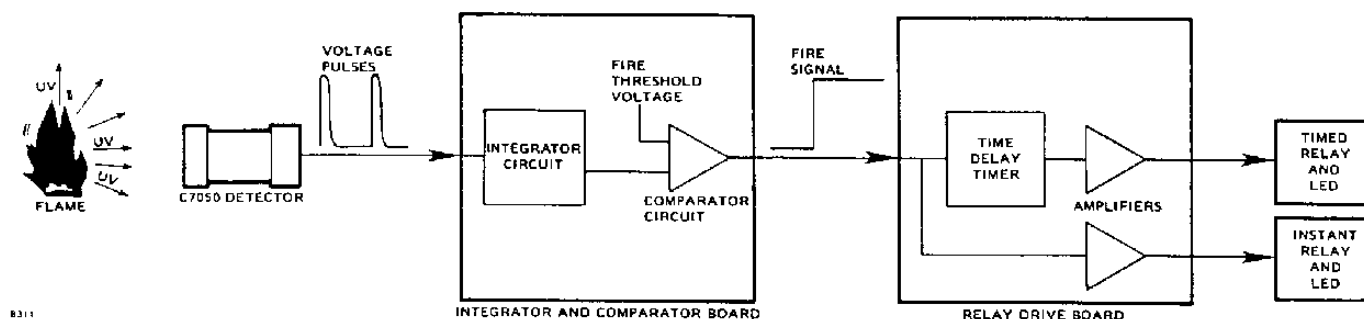 UV
UV
UV
FLAME
C7050 DETECTOR
VOLTAGE
PULSES
INTEGRATOR
CIRCUIT
FIRE
THRESHOLD
VOLTAGE
COMPARATOR
CIRCUIT
INTEGRATOR AND COMPARATOR BOARD
FIRE
SIGNAL
TIME
DELAY
TIMER
AMPLIFIERS
RELAY DRIVE BOARD
TIMED
RELAY
AND
LED
INSTANT
RELAY
AND
LED
B311